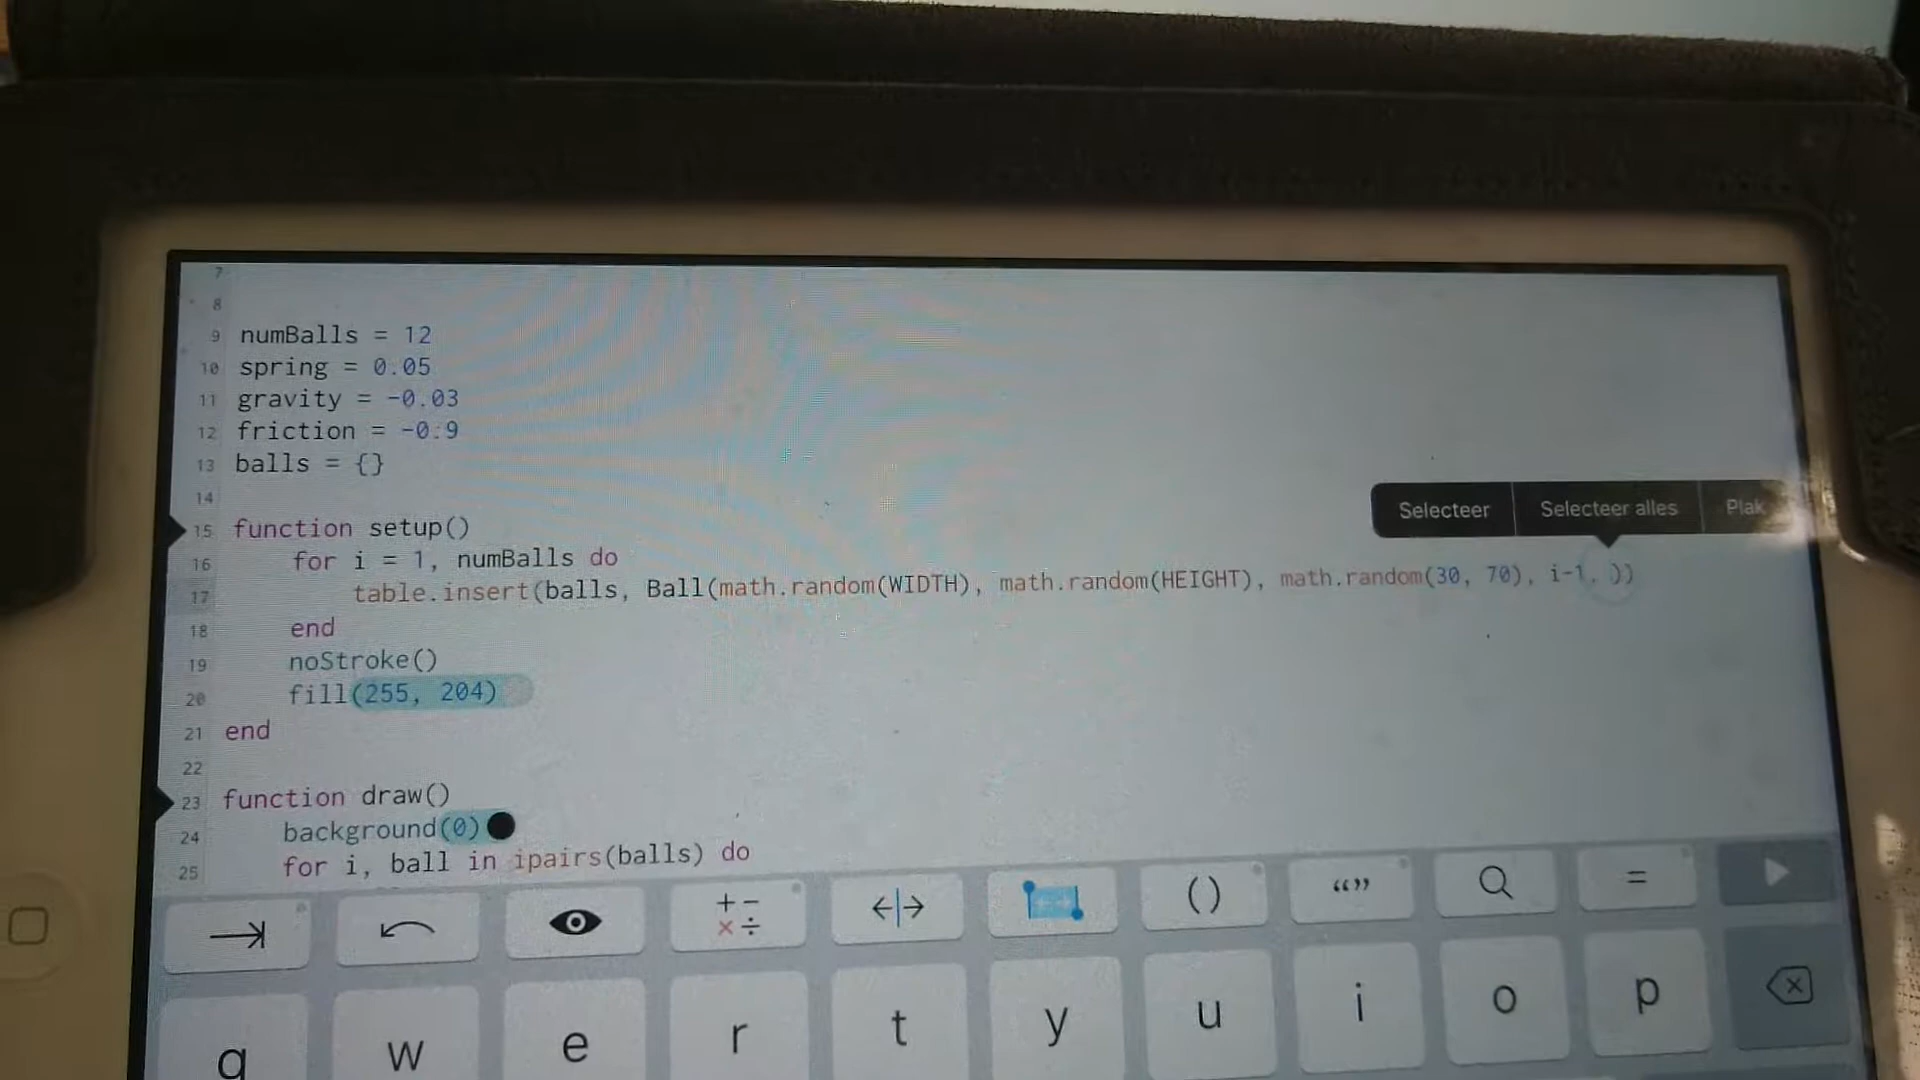 7
8
9 numBalls = 12
10 spring = 0.05
11 gravity = -0.03
12 friction = -0.9
13 balls = {}
14
Selecteer Selecteer alles Plak
15 function setup()
16 for i = 1, numBalls do
17 table.insert(balls, Ball(math.random(WIDTH), math.random(HEIGHT), math.random(30, 70), i-1, ))
18 end
19 noStroke()
20 fill(255, 204)
21 end
22
23 function draw()
24 background(0)
25 for i, ball in ipairs(balls) do
+ -
× ÷
() “” =
q w e r t y u i o p